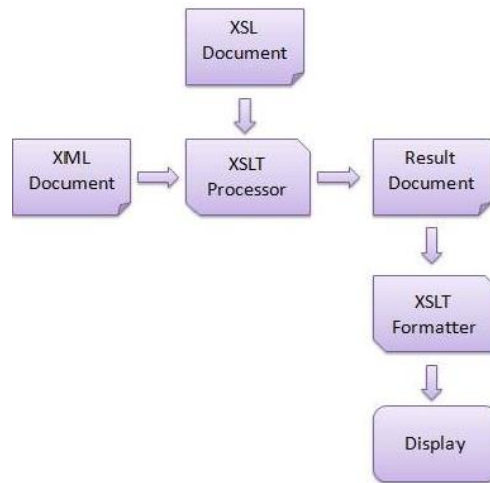 XSL
Document
XML
Document
XSLT
Processor
Result
Document
XSLT
Formatter
Display